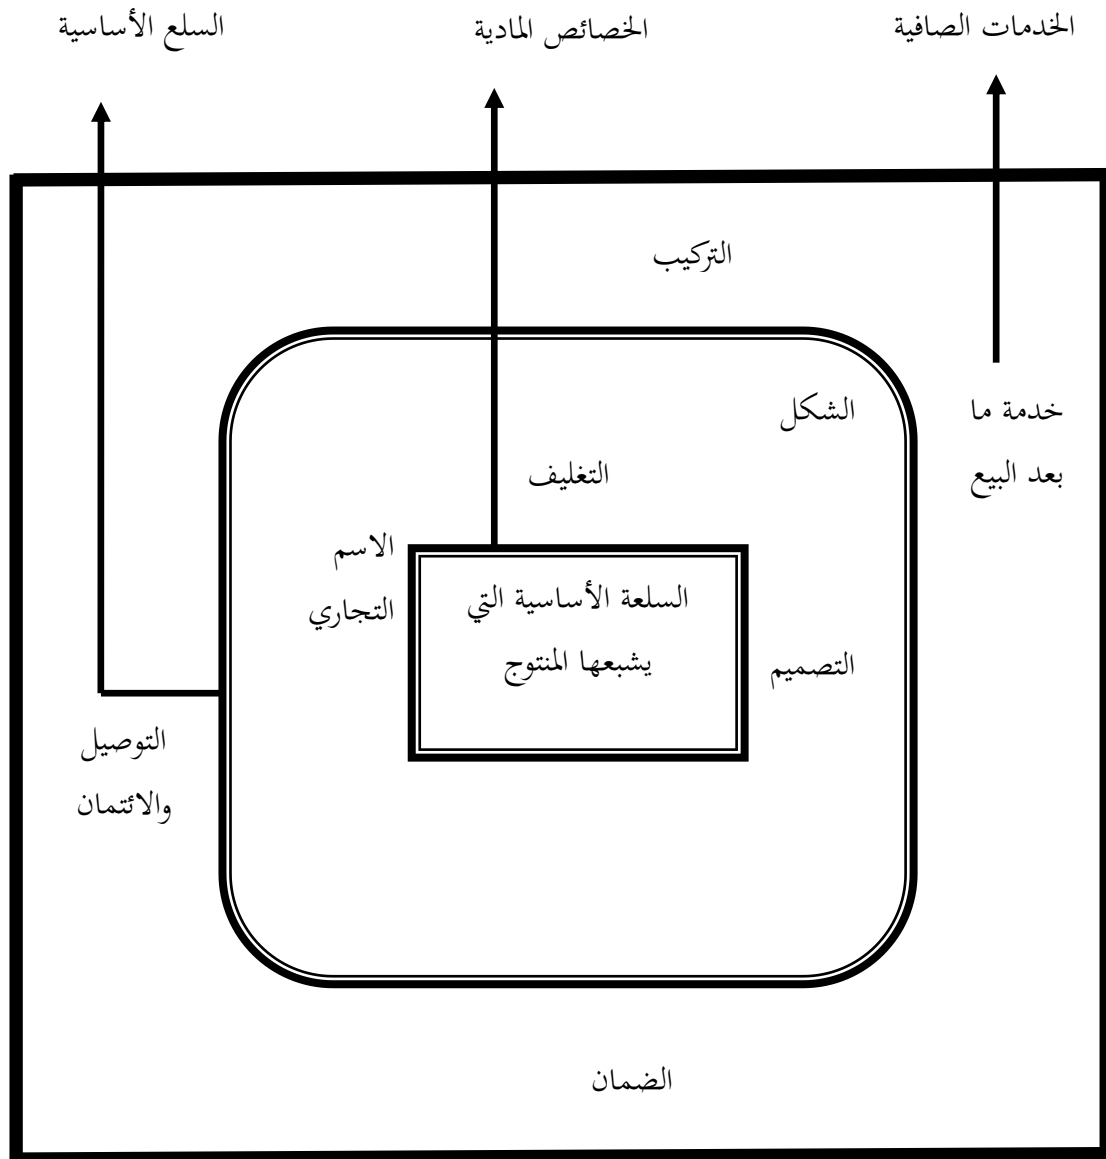 الخدمات الصافية
الخصائص المادية
السلع الأساسية
التركيب
الشكل
خدمة ما
بعد البيع
التغليف
الاسم
التجاري
السلعة الأساسية التي
يشبعها المنتوج
التصميم
التوصيل
والائتمان
الضمان